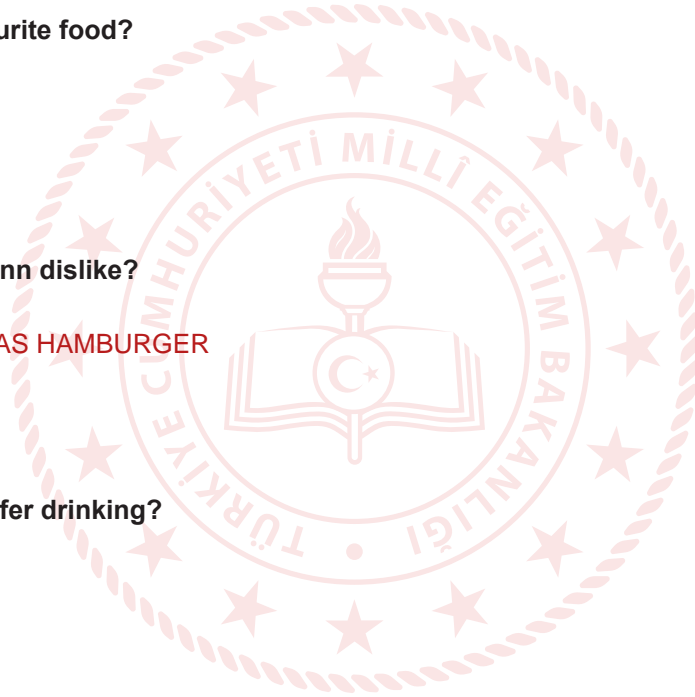 urite food?
nn dislike?
AS HAMBURGER
fer drinking?
TÜRKİYE CUMHURİYETİ MİLLÎ EĞİTİM BAKANLIĞI